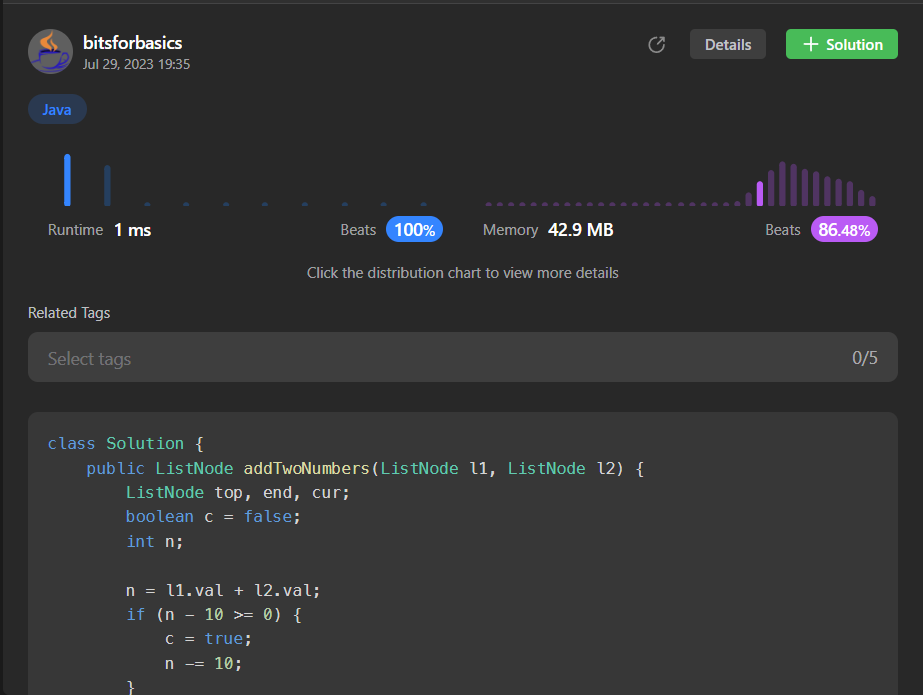 bitsforbasics
Jul 29, 2023 19:35
Details
+ Solution
Java
Runtime 1 ms Beats 100% Memory 42.9 MB Beats 86.48%
Click the distribution chart to view more details
Related Tags
Select tags 0/5
class Solution {
    public ListNode addTwoNumbers(ListNode l1, ListNode l2) {
        ListNode top, end, cur;
        boolean c = false;
        int n;

        n = l1.val + l2.val;
        if (n - 10 >= 0) {
            c = true;
            n -= 10;
        }